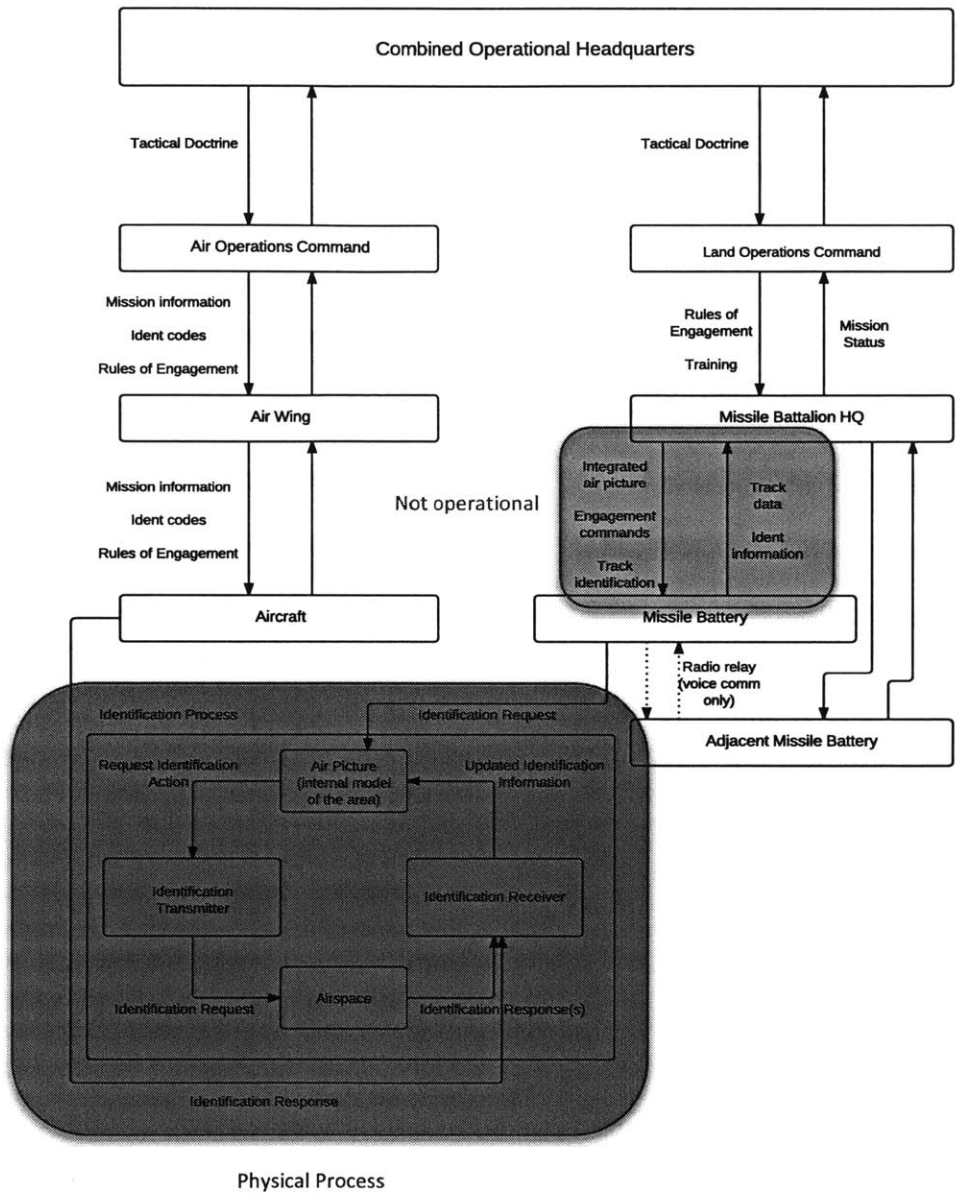 Combined Operational Headquarters
Tactical Doctrine
Tactical Doctrine
Air Operations Command
Land Operations Command
Mission information
Ident codes
Rules of Engagement
Rules of
Engagement
Training
Mission
Status
Air Wing
Missile Battalion HQ
Mission information
Ident codes
Rules of Engagement
Not operational
Integrated
air picture
Engagement
commands
Track
identification
Track
data
Ident
information
Aircraft
Missile Battery
Radio relay
(voice comm
only)
Adjacent Missile Battery
Identification Process
Identification Request
Request Identification
Action
Air Picture
(internal model
of the area)
Updated Identification
Information
Identification
Transmitter
Identification Receiver
Identification Request
Airspace
Identification Response(s)
Identification Response
Physical Process